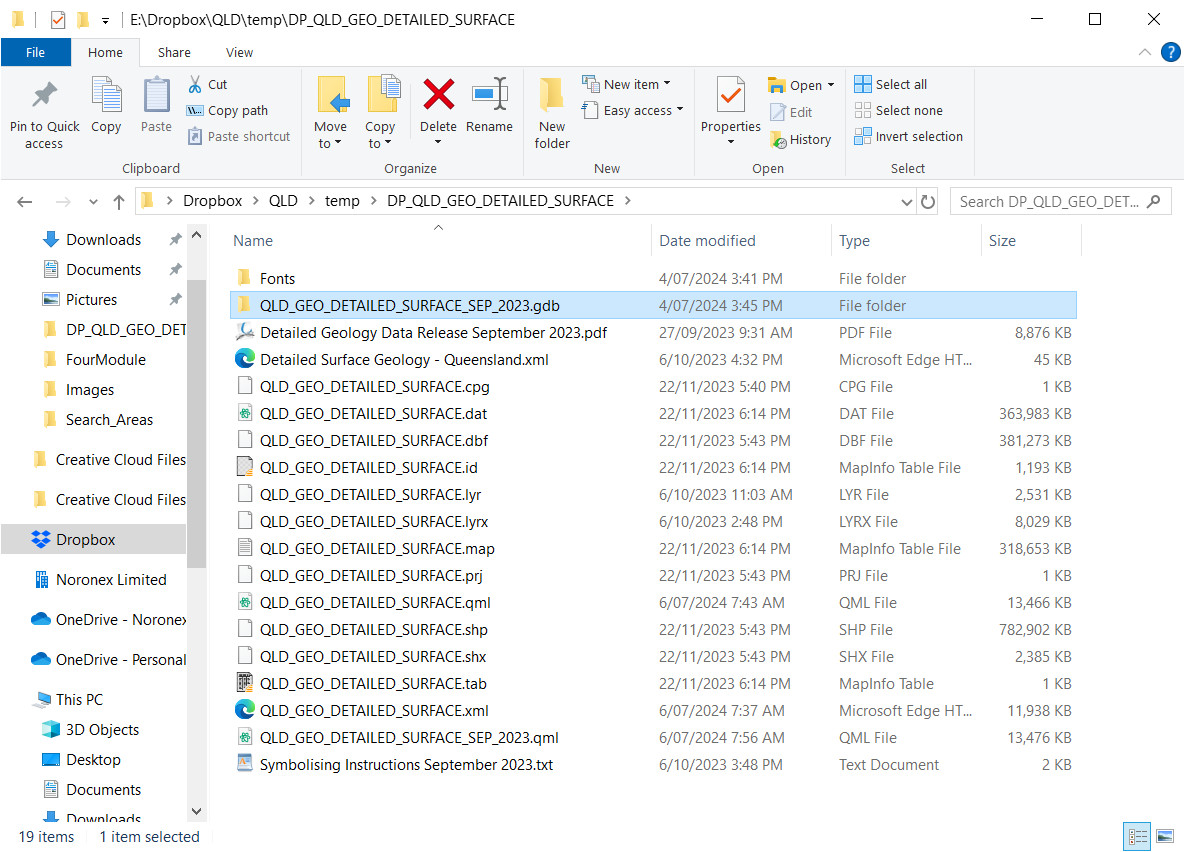 E:\Dropbox\QLD\temp\DP_QLD_GEO_DETAILED_SURFACE
File Home Share View
Pin to Quick access
Copy
Paste
Cut
Copy path
Paste shortcut
Clipboard
Move to
Copy to
Delete
Rename
Organize
New folder
New item
Easy access
New
Properties
Open
Edit
History
Open
Select all
Select none
Invert selection
Select
Dropbox > QLD > temp > DP_QLD_GEO_DETAILED_SURFACE >
Search DP_QLD_GEO_DET...
Downloads
Documents
Pictures
DP_QLD_GEO_DET
FourModule
Images
Search_Areas
Creative Cloud Files
Creative Cloud Files
Dropbox
Noronex Limited
OneDrive - Noronex
OneDrive - Personal
This PC
3D Objects
Desktop
Documents
Downloads
Name Date modified Type Size
Fonts 4/07/2024 3:41 PM File folder
QLD_GEO_DETAILED_SURFACE_SEP_2023.gdb 4/07/2024 3:45 PM File folder
Detailed Geology Data Release September 2023.pdf 27/09/2023 9:31 AM PDF File 8,876 KB
Detailed Surface Geology - Queensland.xml 6/10/2023 4:32 PM Microsoft Edge HT... 45 KB
QLD_GEO_DETAILED_SURFACE.cpg 22/11/2023 5:40 PM CPG File 1 KB
QLD_GEO_DETAILED_SURFACE.dat 22/11/2023 6:14 PM DAT File 363,983 KB
QLD_GEO_DETAILED_SURFACE.dbf 22/11/2023 5:43 PM DBF File 381,273 KB
QLD_GEO_DETAILED_SURFACE.id 22/11/2023 6:14 PM MapInfo Table File 1,193 KB
QLD_GEO_DETAILED_SURFACE.lyr 6/10/2023 11:03 AM LYR File 2,531 KB
QLD_GEO_DETAILED_SURFACE.lyrx 6/10/2023 2:48 PM LYRX File 8,029 KB
QLD_GEO_DETAILED_SURFACE.map 22/11/2023 6:14 PM MapInfo Table File 318,653 KB
QLD_GEO_DETAILED_SURFACE.prj 22/11/2023 5:43 PM PRJ File 1 KB
QLD_GEO_DETAILED_SURFACE.qml 6/07/2024 7:43 AM QML File 13,466 KB
QLD_GEO_DETAILED_SURFACE.shp 22/11/2023 5:43 PM SHP File 782,902 KB
QLD_GEO_DETAILED_SURFACE.shx 22/11/2023 5:43 PM SHX File 2,385 KB
QLD_GEO_DETAILED_SURFACE.tab 22/11/2023 6:14 PM MapInfo Table 1 KB
QLD_GEO_DETAILED_SURFACE.xml 6/07/2024 7:37 AM Microsoft Edge HT... 11,938 KB
QLD_GEO_DETAILED_SURFACE_SEP_2023.qml 6/07/2024 7:56 AM QML File 13,476 KB
Symbolising Instructions September 2023.txt 6/10/2023 3:48 PM Text Document 2 KB
19 items 1 item selected